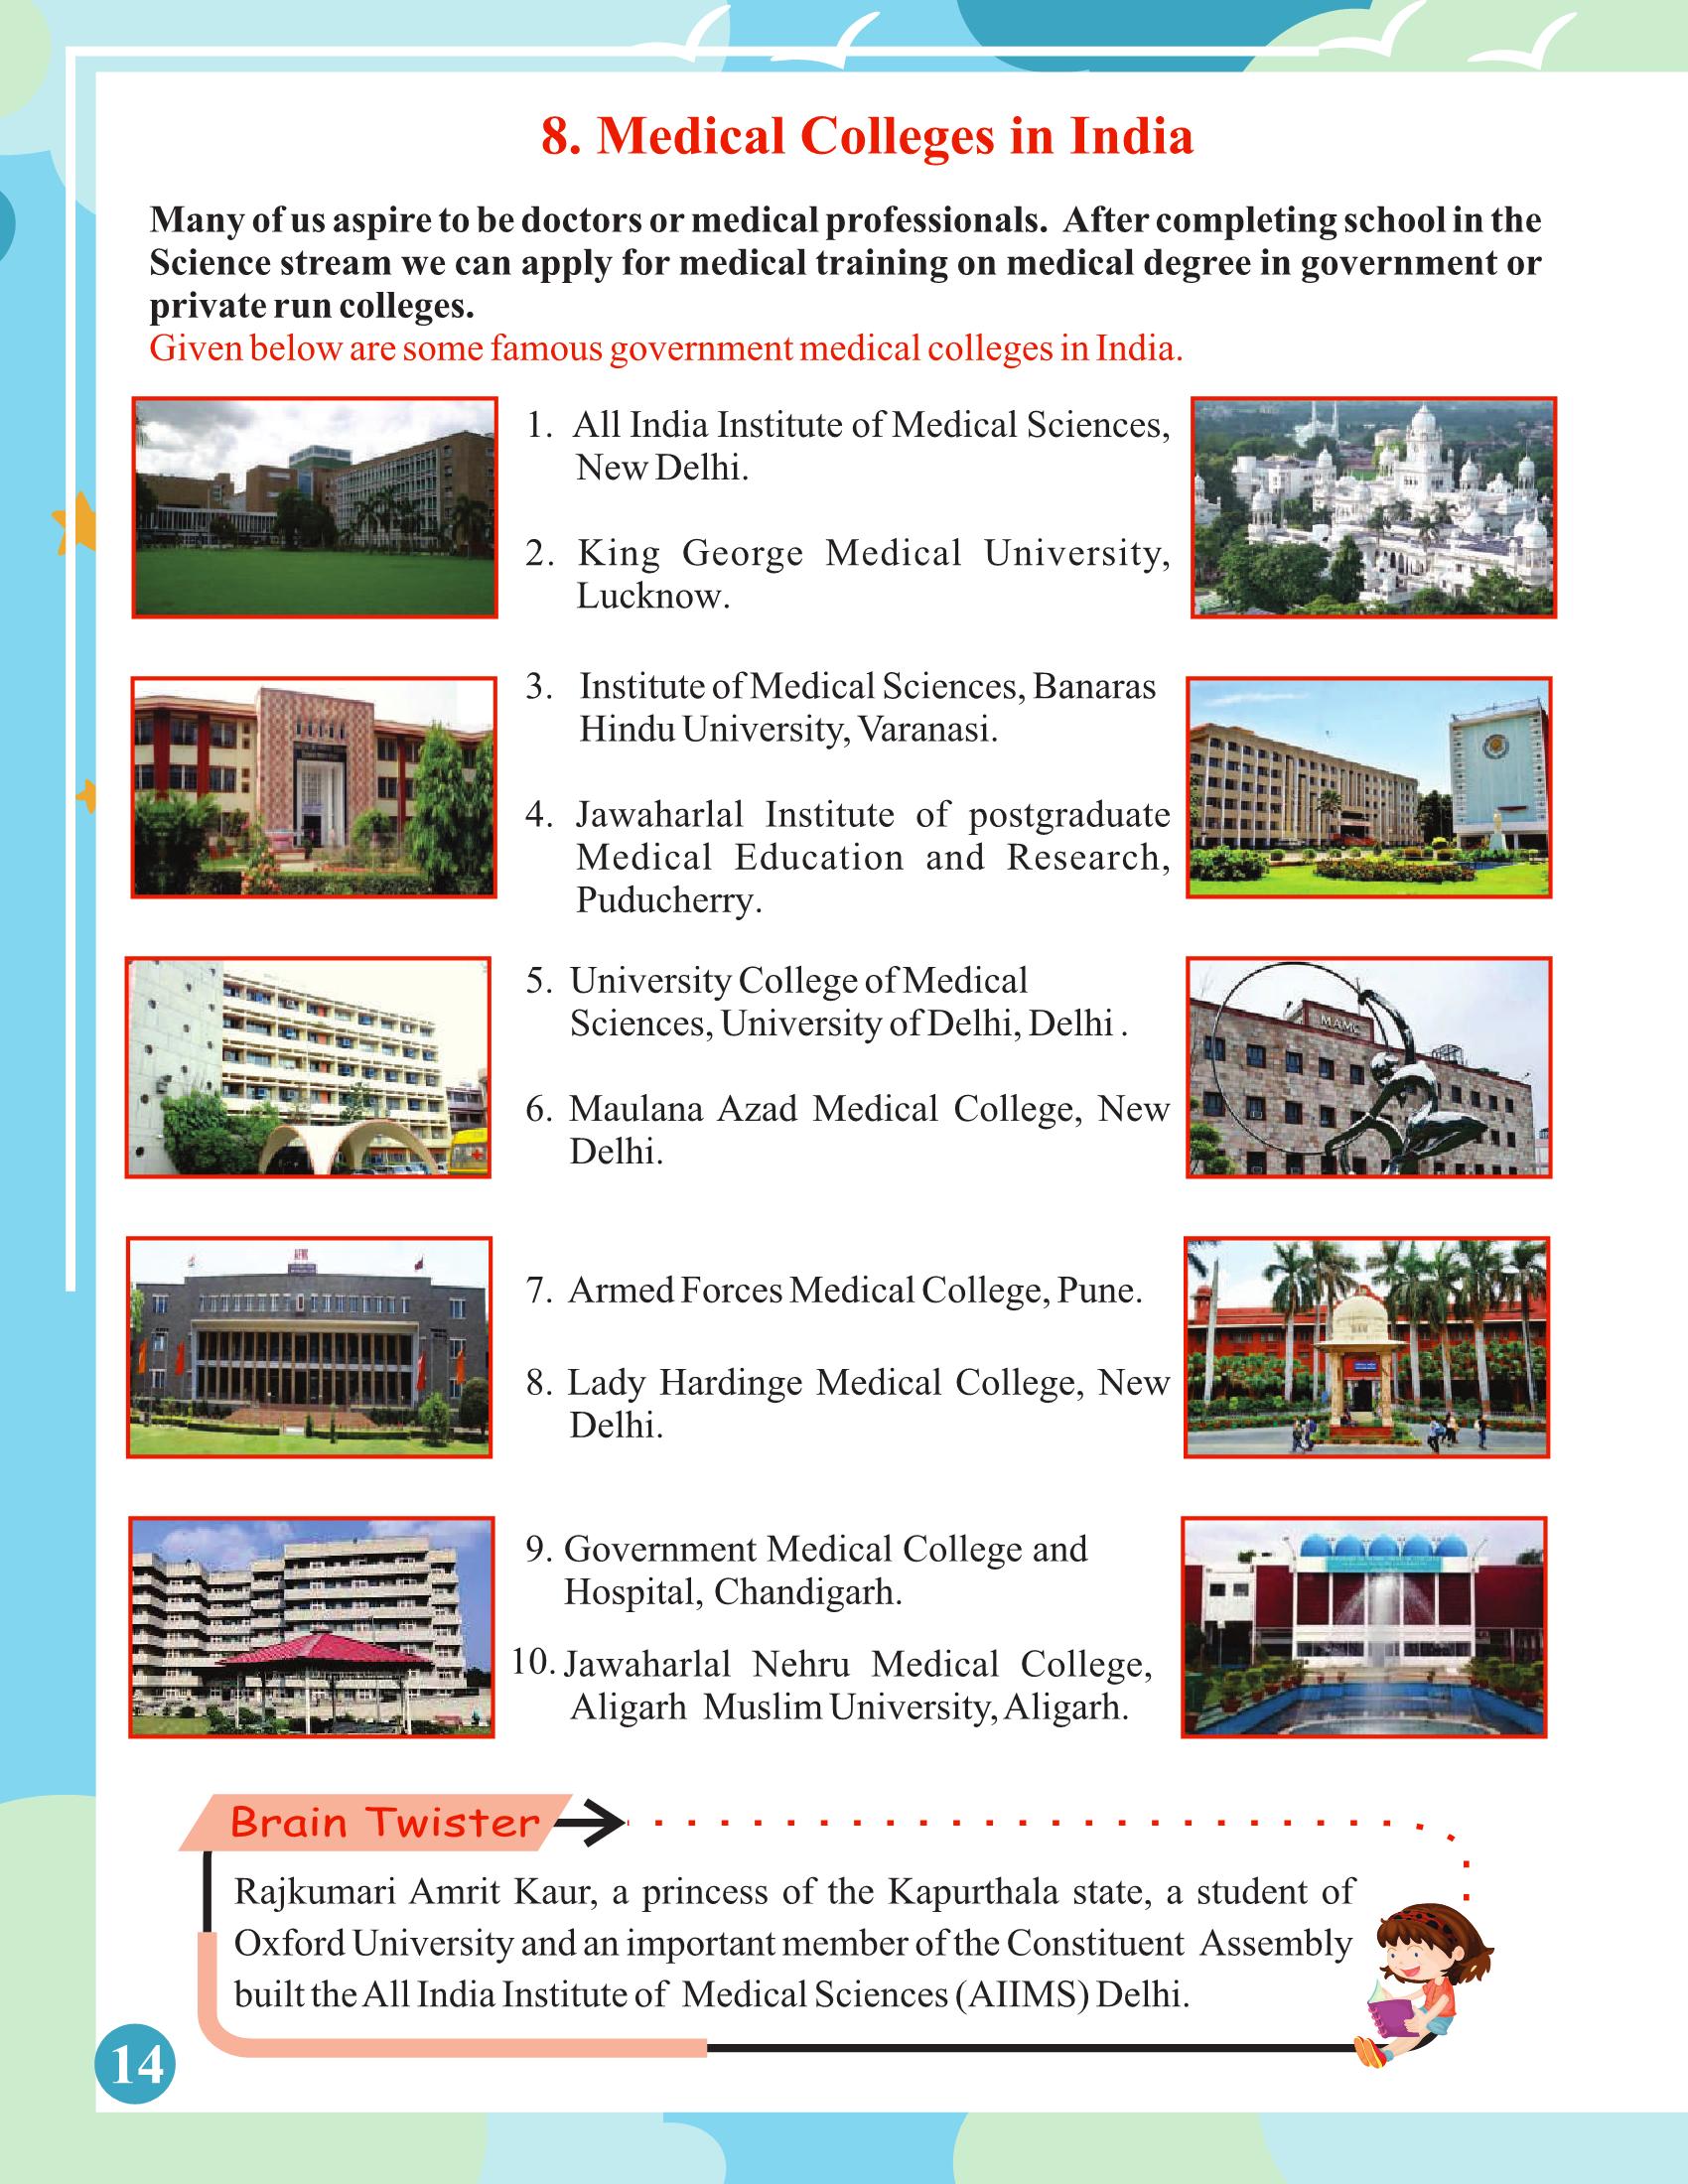 8. Medical Colleges in India
Many of us aspire to be doctors or medical professionals. After completing school in the
Science stream we can apply for medical training on medical degree in government or
private run colleges.
Given below are some famous government medical colleges in India.
1. All India Institute of Medical Sciences,
New Delhi.
2. King George Medical University,
Lucknow.
3. Institute of Medical Sciences, Banaras
Hindu University, Varanasi.
4. Jawaharlal Institute of postgraduate
Medical Education and Research,
Puducherry.
5. University College of Medical
Sciences, University of Delhi, Delhi .
MAMC
6. Maulana Azad Medical College, New
Delhi.
AFMC
7. Armed Forces Medical College, Pune.
8. Lady Hardinge Medical College, New
Delhi.
9. Government Medical College and
Hospital, Chandigarh.
10. Jawaharlal Nehru Medical College,
Aligarh Muslim University, Aligarh.
Brain Twister
Rajkumari Amrit Kaur, a princess of the Kapurthala state, a student of
Oxford University and an important member of the Constituent Assembly
built the All India Institute of Medical Sciences (AIIMS) Delhi.
14